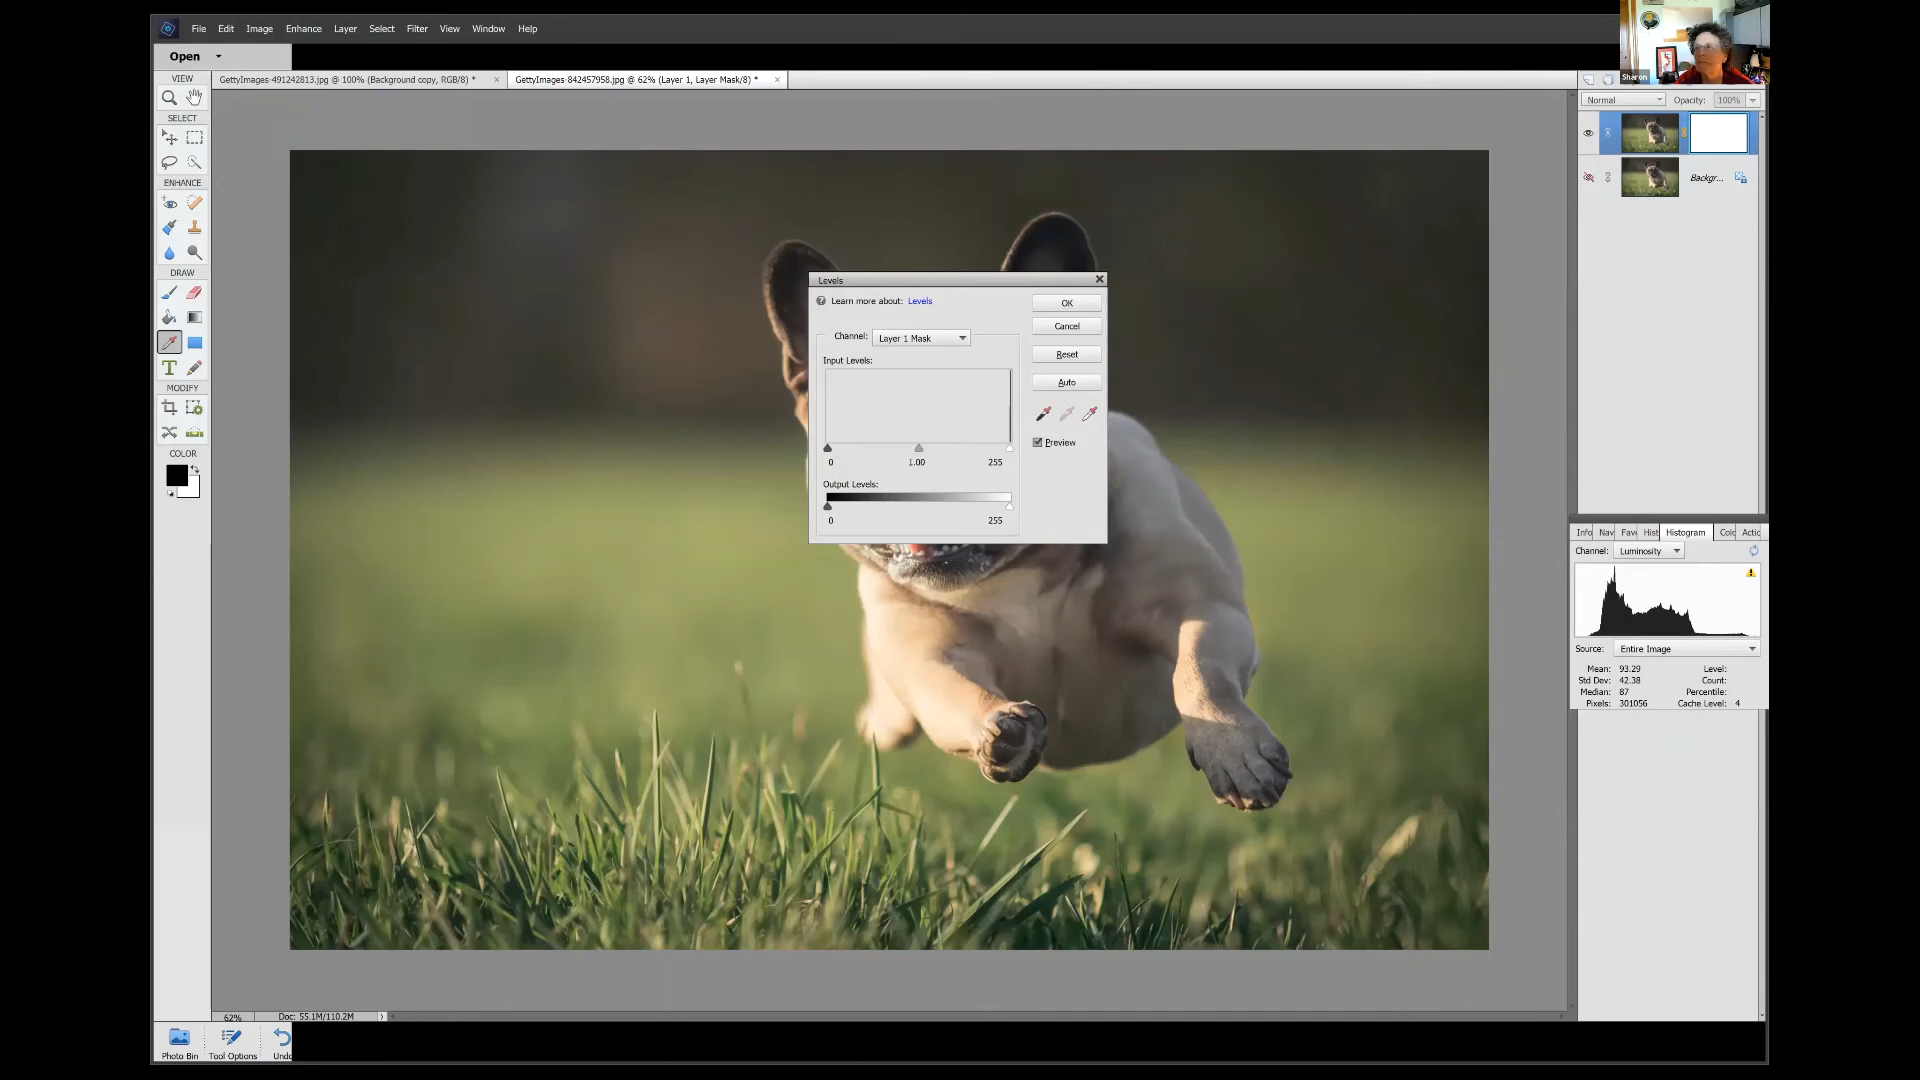 File Edit Image Enhance Layer Select Filter View Window Help
Open
Sharon
VIEW
GettyImages-491242813.jpg @ 100% (Background copy, RGB/8) *
GettyImages-842457958.jpg @ 62% (Layer 1, Layer Mask/8) *
Normal Opacity: 100%
SELECT
Backgr...
ENHANCE
DRAW
Levels
Learn more about: Levels
OK
Channel: Layer 1 Mask
Cancel
Input Levels:
Reset
Auto
T
MODIFY
Preview
COLOR
0 1.00 255
Output Levels:
0 255
Info Nav Fav Hist Histogram Colo Actic
Channel: Luminosity
Source: Entire Image
Mean: 93.29 Level:
Std Dev: 42.38 Count:
Median: 87 Percentile:
Pixels: 301056 Cache Level: 4
62% Doc: 55.1M/110.2M
Photo Bin Tool Options Undo